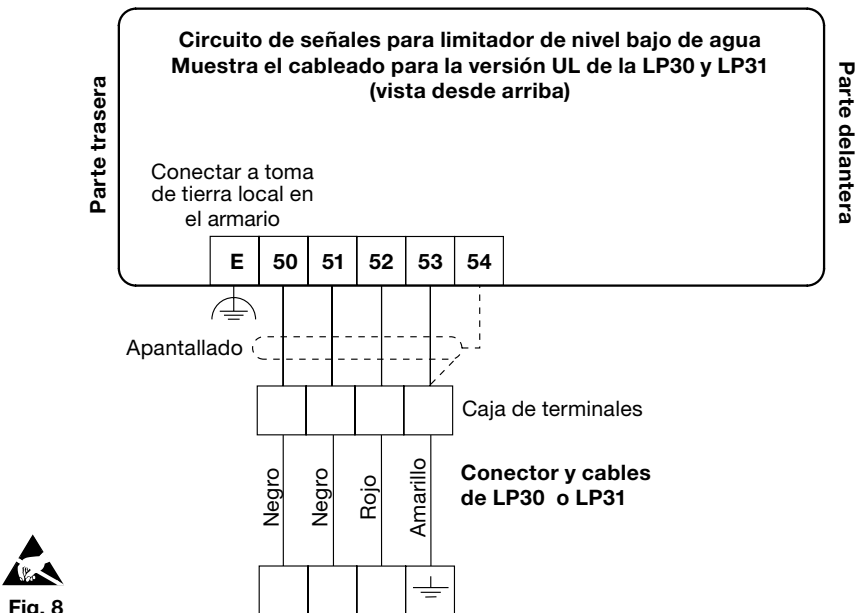 Circuito de señales para limitador de nivel bajo de agua
Muestra el cableado para la versión UL de la LP30 y LP31
(vista desde arriba)
Parte trasera
Parte delantera
Conectar a toma
de tierra local en
el armario
E 50 51 52 53 54
Apantallado
Caja de terminales
Negro
Negro
Rojo
Amarillo
Conector y cables
de LP30 o LP31
Fig. 8